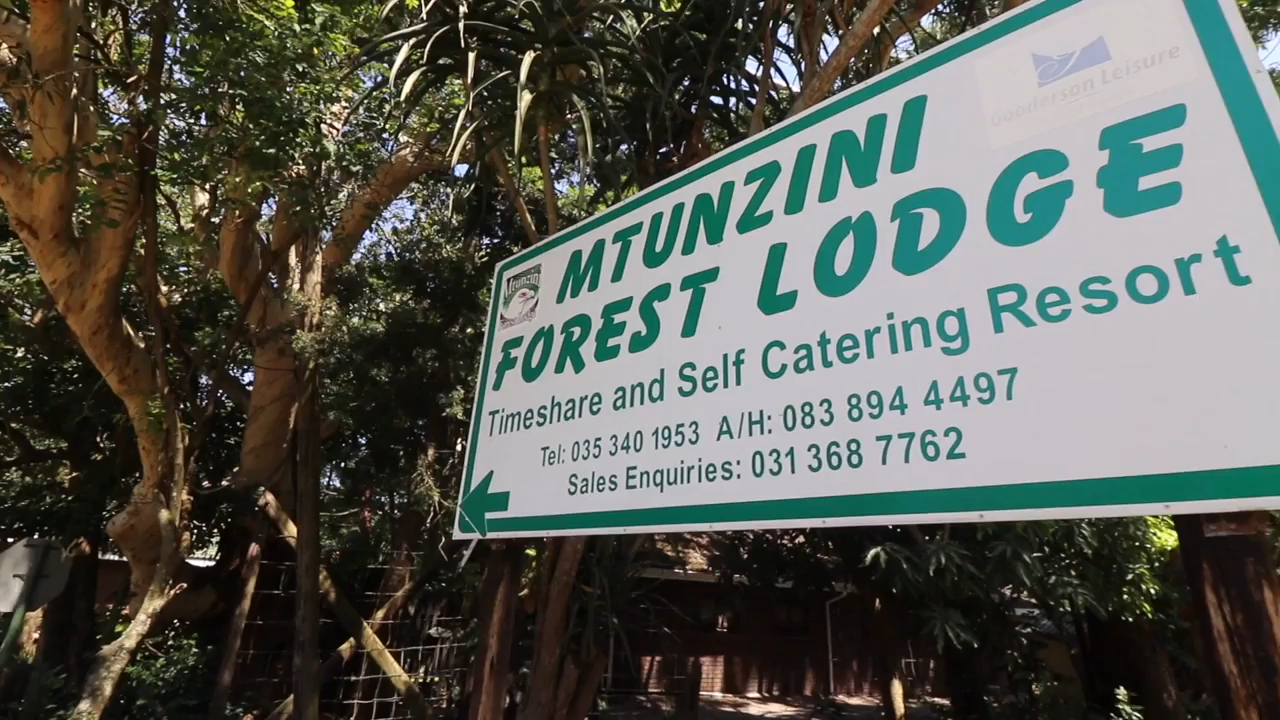 Gooderson Leisure
Mtunzini
MTUNZINI
FOREST LODGE
Timeshare and Self Catering Resort
Tel: 035 340 1953 A/H: 083 894 4497
Sales Enquiries: 031 368 7762